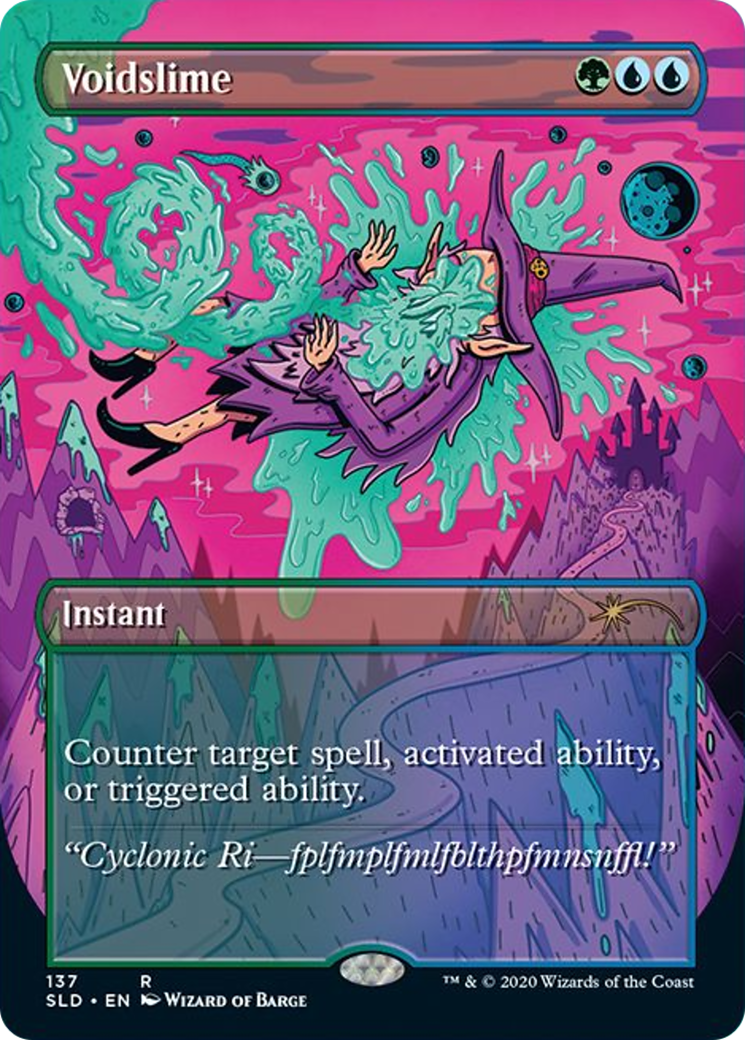 Voidslime
Instant
Counter target spell, activated ability,
or triggered ability.
“Cyclonic Ri—fplfmplfmlfblthpfmnsnffl!”
137 R
SLD • EN Wizard of Barge
™ & © 2020 Wizards of the Coast